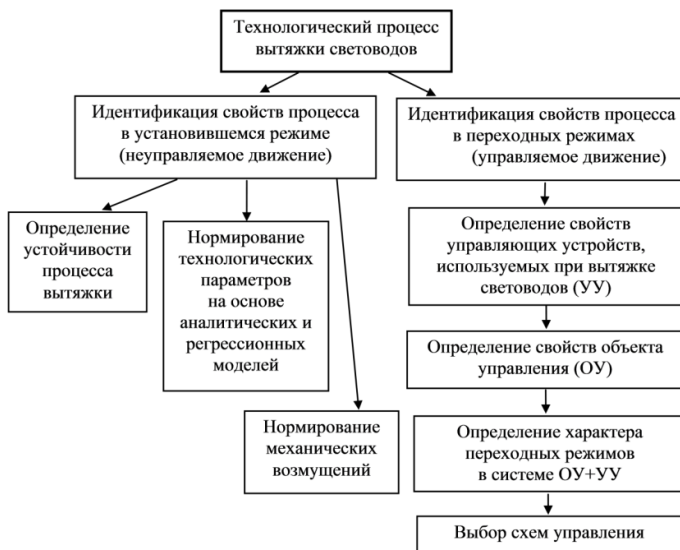 Технологический процесс
вытяжки световодов
Идентификация свойств процесса
в установившемся режиме
(неуправляемое движение)
Идентификация свойств процесса
в переходных режимах
(управляемое движение)
Определение
устойчивости
процесса
вытяжки
Нормирование
технологических
параметров
на основе
аналитических и
регрессионных
моделей
Нормирование
механических
возмущений
Определение свойств
управляющих устройств,
используемых при вытяжке
световодов (УУ)
Определение свойств объекта
управления (ОУ)
Определение характера
переходных режимов
в системе ОУ+УУ
Выбор схем управления